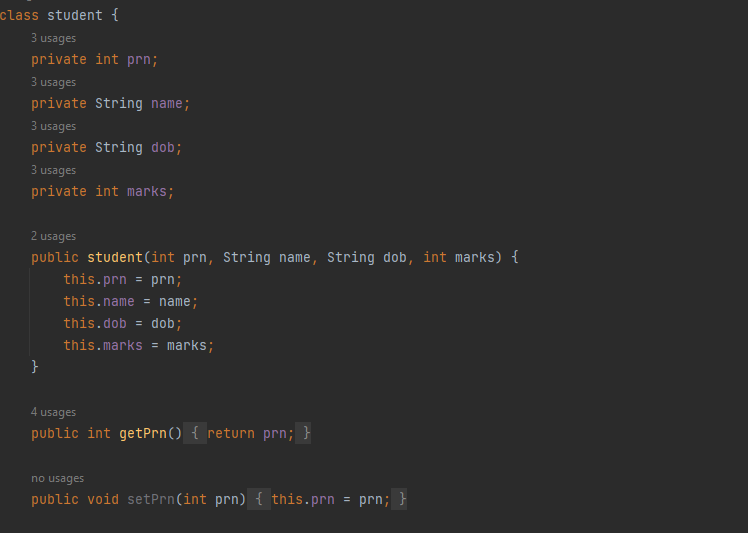 class student {
3 usages
private int prn;
3 usages
private String name;
3 usages
private String dob;
3 usages
private int marks;
2 usages
public student(int prn, String name, String dob, int marks) {
this.prn = prn;
this.name = name;
this.dob = dob;
this.marks = marks;
}
4 usages
public int getPrn() { return prn; }
no usages
public void setPrn(int prn) { this.prn = prn; }